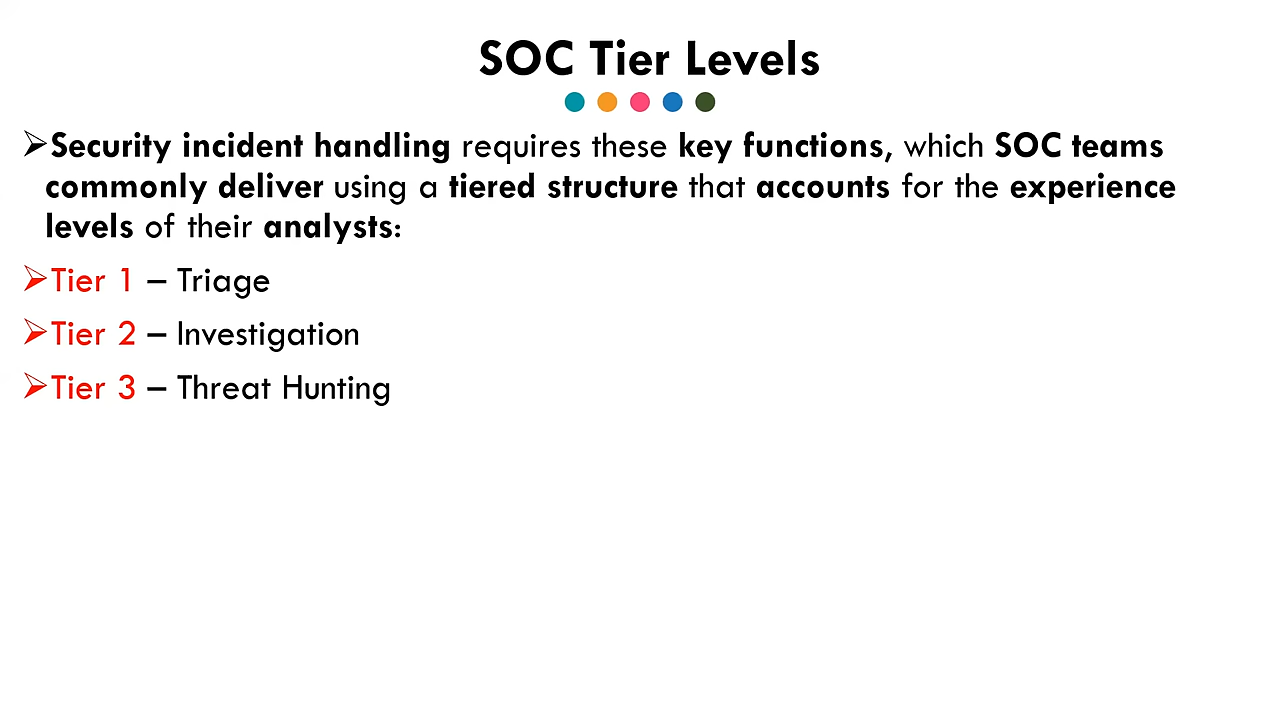 SOC Tier Levels
➢Security incident handling requires these key functions, which SOC teams
commonly deliver using a tiered structure that accounts for the experience
levels of their analysts:
➢Tier 1 – Triage
➢Tier 2 – Investigation
➢Tier 3 – Threat Hunting